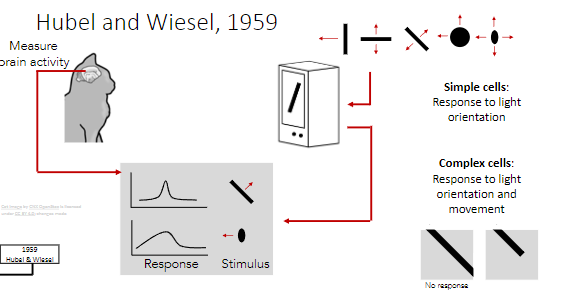 Hubel and Wiesel, 1959
Measure
brain activity
Simple cells:
Response to light
orientation
Complex cells:
Response to light
orientation and
movement
1959
Hubel & Wiesel
Response
Stimulus
No response